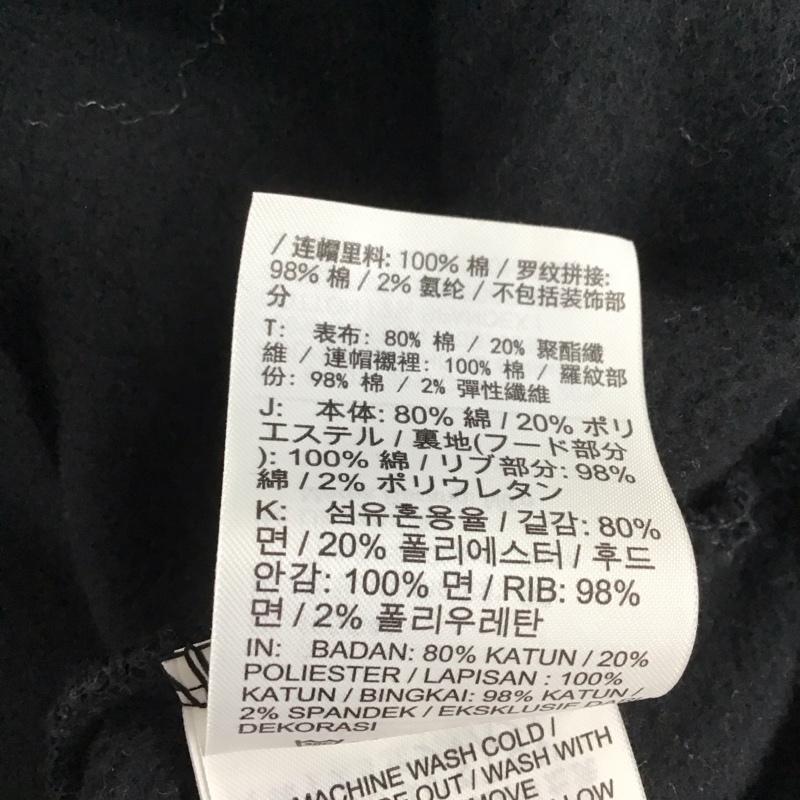 / 连帽里料: 100% 棉 / 罗纹拼接:
98% 棉 / 2% 氨纶 / 不包括装饰部
分
T: 表布: 80% 棉 / 20% 聚酯纖
維 / 連帽襯裡: 100% 棉 / 羅紋部
份: 98% 棉 / 2% 彈性纖維
J: 本体: 80% 綿 / 20% ポリ
エステル / 裏地(フード部分
): 100% 綿 / リブ部分: 98%
綿 / 2% ポリウレタン
K: 섬유혼용율 / 겉감: 80%
면 / 20% 폴리에스터 / 후드
안감: 100% 면 / RIB: 98%
면 / 2% 폴리우레탄
IN: BADAN: 80% KATUN / 20%
POLIESTER / LAPISAN : 100%
KATUN / BINGKAI: 98% KATUN /
2% SPANDEK / EKSKLUSIF DARI
DEKORASI
MACHINE WASH COLD /
OUT / WASH WITH